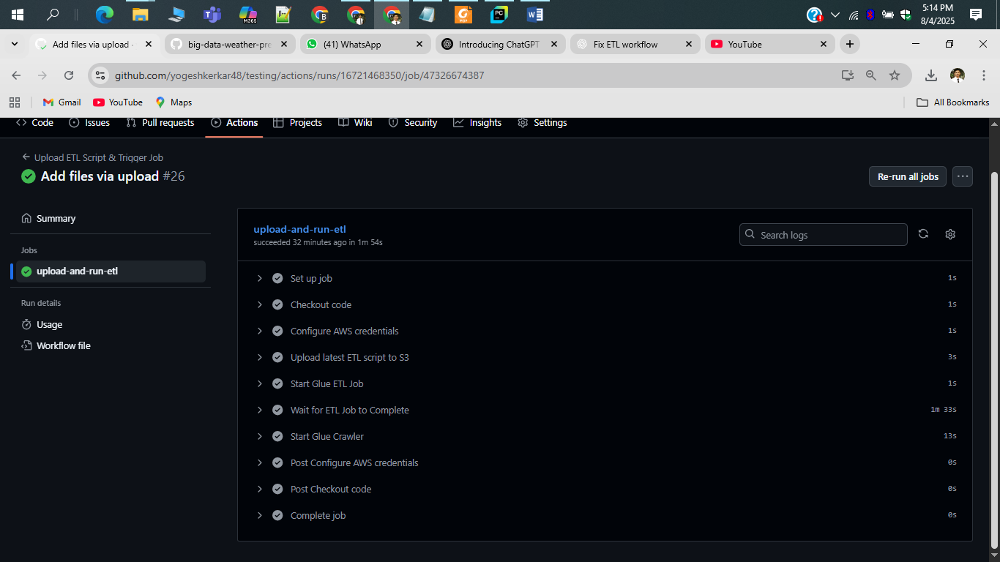 5:14 PM
8/4/2025
M365
PDF
PC
Add files via upload
big-data-weather-pre
(41) WhatsApp
Introducing ChatGPT
Fix ETL workflow
YouTube
github.com/yogeshkerkar48/testing/actions/runs/16721468350/job/47326674387
Gmail
YouTube
Maps
All Bookmarks
Code
Issues
Pull requests
Actions
Projects
Wiki
Security
Insights
Settings
Upload ETL Script & Trigger Job
Add files via upload #26
Re-run all jobs
Summary
Jobs
upload-and-run-etl
Run details
Usage
Workflow file
upload-and-run-etl
succeeded 32 minutes ago in 1m 54s
Search logs
Set up job 1s
Checkout code 1s
Configure AWS credentials 1s
Upload latest ETL script to S3 3s
Start Glue ETL Job 1s
Wait for ETL Job to Complete 1m 33s
Start Glue Crawler 13s
Post Configure AWS credentials 0s
Post Checkout code 0s
Complete job 0s